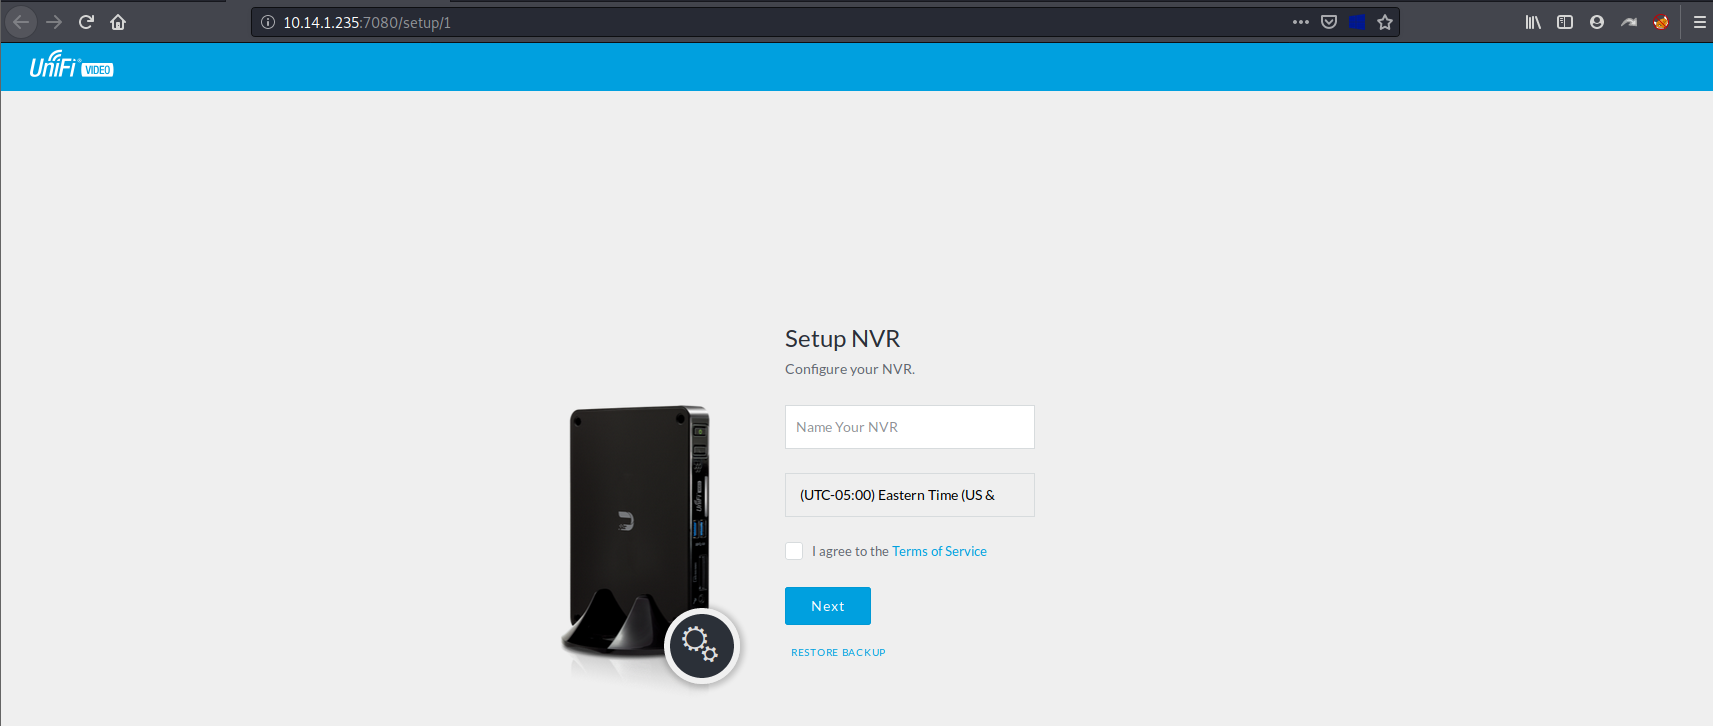 10.14.1.235:7080/setup/1
UniFi VIDEO
Setup NVR
Configure your NVR.
Name Your NVR
(UTC-05:00) Eastern Time (US &
I agree to the Terms of Service
Next
RESTORE BACKUP